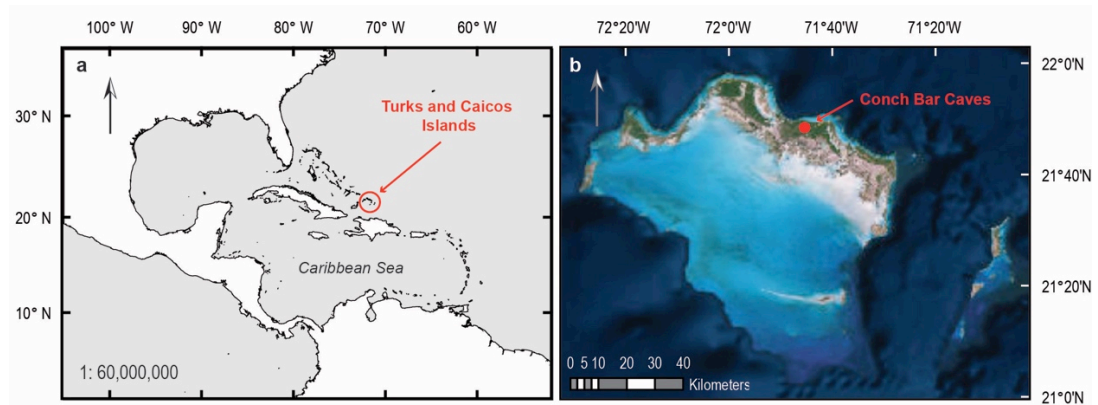 100° W 90° W 80° W 70° W 60° W
72°20'W 72°0'W 71°40'W 71°20'W
a
Turks and Caicos
Islands
30° N
20° N
10° N
Caribbean Sea
1: 60,000,000
b
Conch Bar Caves
22°0'N
21°40'N
21°20'N
21°0'N
0 5 10 20 30 40
Kilometers